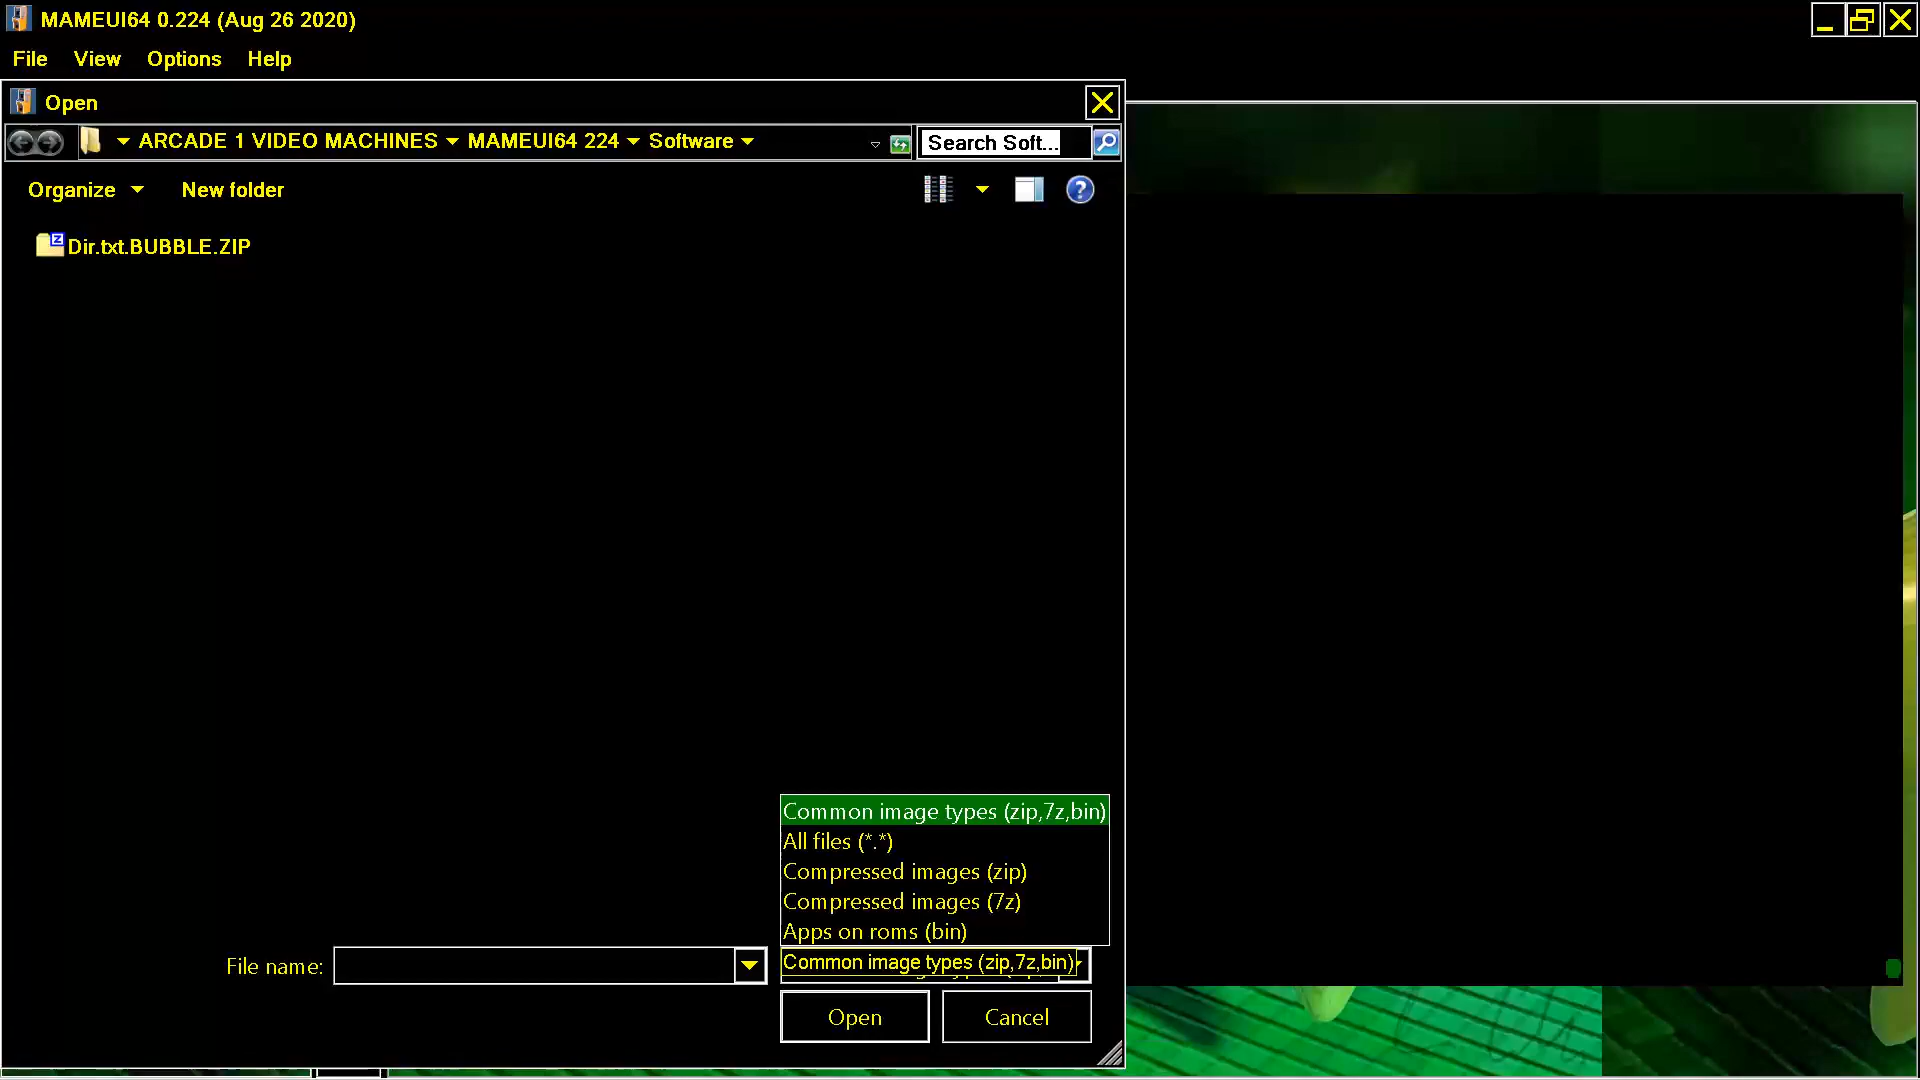 MAMEUI64 0.224 (Aug 26 2020)
File View Options Help
Open
ARCADE 1 VIDEO MACHINES MAMEUI64 224 Software
Search Soft...
Organize New folder
Dir.txt.BUBBLE.ZIP
Common image types (zip,7z,bin)
All files (*.*)
Compressed images (zip)
Compressed images (7z)
Apps on roms (bin)
File name: Common image types (zip,7z,bin)
Open Cancel